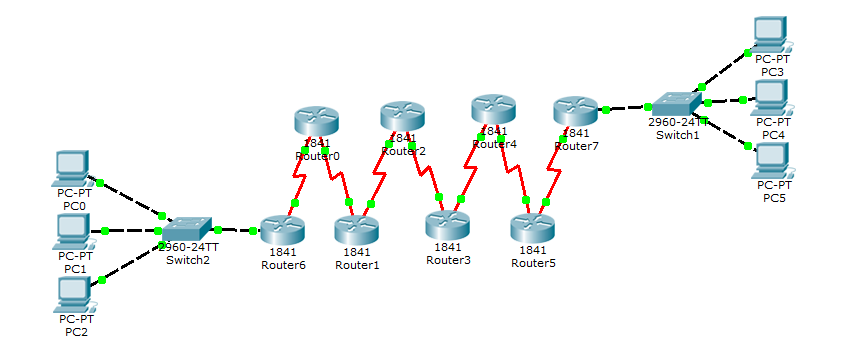 PC-PT
PC3
PC-PT
PC4
PC-PT
PC5
2960-24TT
Switch1
1841
Router7
1841
Router4
1841
Router2
1841
Router0
PC-PT
PC0
PC-PT
PC1
PC-PT
PC2
2960-24TT
Switch2
1841
Router6
1841
Router1
1841
Router3
1841
Router5